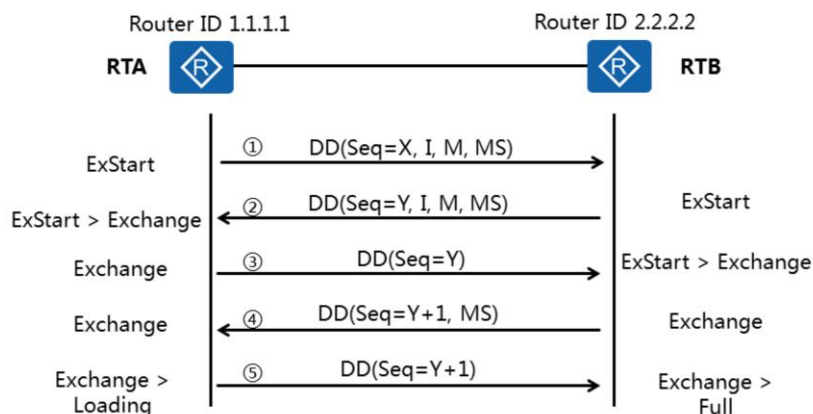 Router ID 1.1.1.1
Router ID 2.2.2.2
RTA
R
R
RTB
① DD(Seq=X, I, M, MS)
ExStart
② DD(Seq=Y, I, M, MS)
ExStart
ExStart > Exchange
③ DD(Seq=Y)
Exchange
ExStart > Exchange
④ DD(Seq=Y+1, MS)
Exchange
Exchange
⑤ DD(Seq=Y+1)
Exchange >
Loading
Exchange >
Full